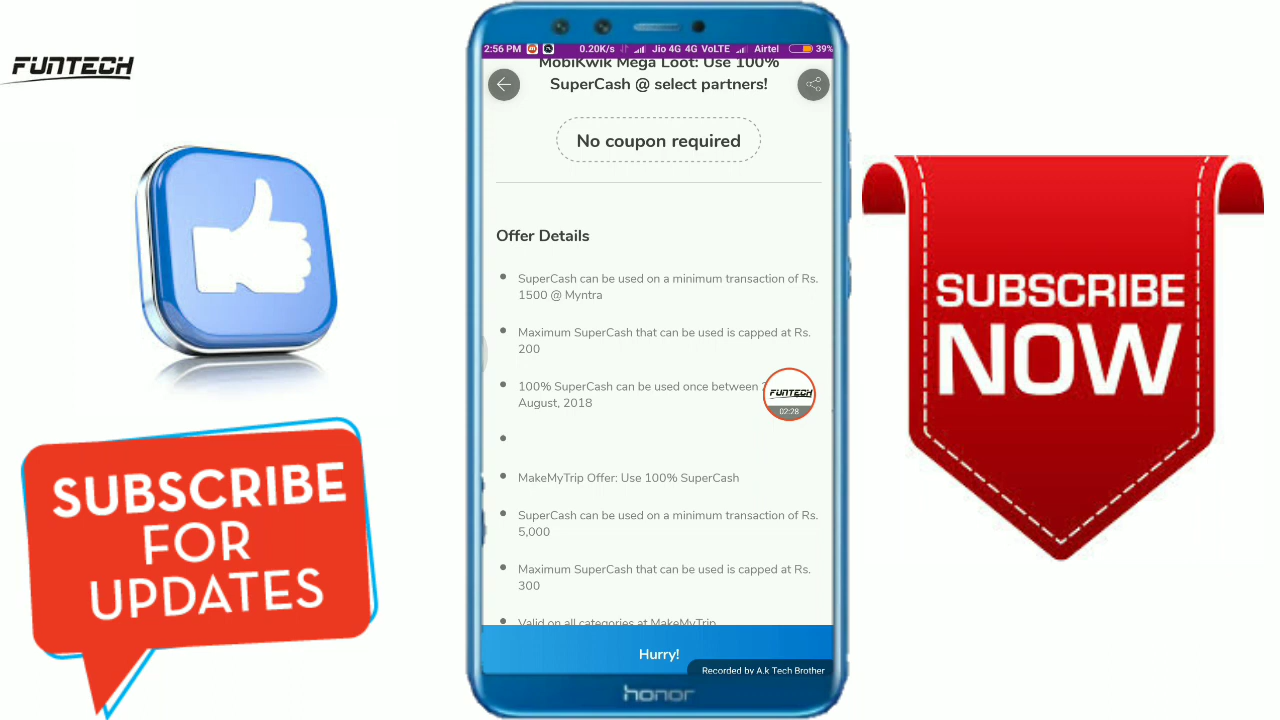 FUNTECH
2:56 PM 0.20K/s Jio 4G 4G VoLTE Airtel 39%
MobiKwik Mega Loot: Use 100%
SuperCash @ select partners!
No coupon required
Offer Details
SuperCash can be used on a minimum transaction of Rs.
1500 @ Myntra
Maximum SuperCash that can be used is capped at Rs.
200
100% SuperCash can be used once between
August, 2018
FUNTECH
02:28
MakeMyTrip Offer: Use 100% SuperCash
SuperCash can be used on a minimum transaction of Rs.
5,000
Maximum SuperCash that can be used is capped at Rs.
300
Valid on all categories at MakeMyTrip
Hurry!
Recorded by A.k Tech Brother
honor
SUBSCRIBE
FOR
UPDATES
SUBSCRIBE
NOW